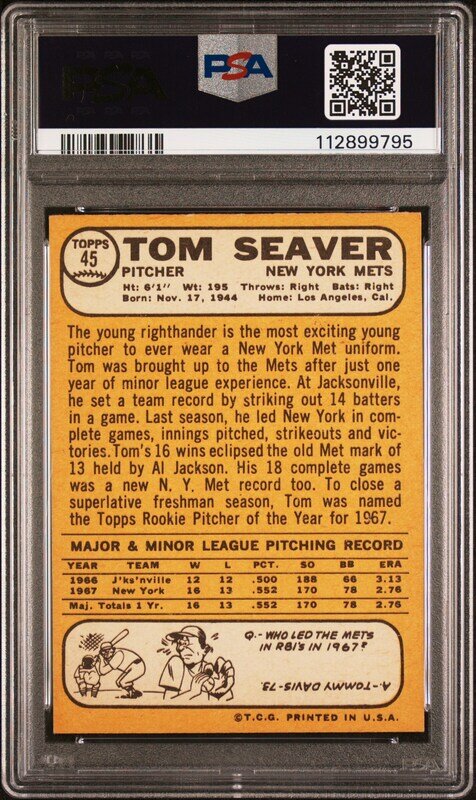 PSA
112899795
TOPPS
45
TOM SEAVER
PITCHER NEW YORK METS
Ht: 6'1" Wt: 195 Throws: Right Bats: Right
Born: Nov. 17, 1944 Home: Los Angeles, Cal.
The young righthander is the most exciting young
pitcher to ever wear a New York Met uniform.
Tom was brought up to the Mets after just one
year of minor league experience. At Jacksonville,
he set a team record by striking out 14 batters
in a game. Last season, he led New York in com-
plete games, innings pitched, strikeouts and vic-
tories. Tom's 16 wins eclipsed the old Met mark of
13 held by Al Jackson. His 18 complete games
was a new N. Y. Met record too. To close a
superlative freshman season, Tom was named
the Topps Rookie Pitcher of the Year for 1967.
MAJOR & MINOR LEAGUE PITCHING RECORD
YEAR TEAM W L PCT. SO BB ERA
1966 J'ks'nville 12 12 .500 188 66 3.13
1967 New York 16 13 .552 170 78 2.76
Maj. Totals 1 Yr. 16 13 .552 170 78 2.76
Q.- WHO LED THE METS
IN RBI'S IN 1967?
A.- TOMMY DAVIS-73.
©T.C.G. PRINTED IN U.S.A.
PSA